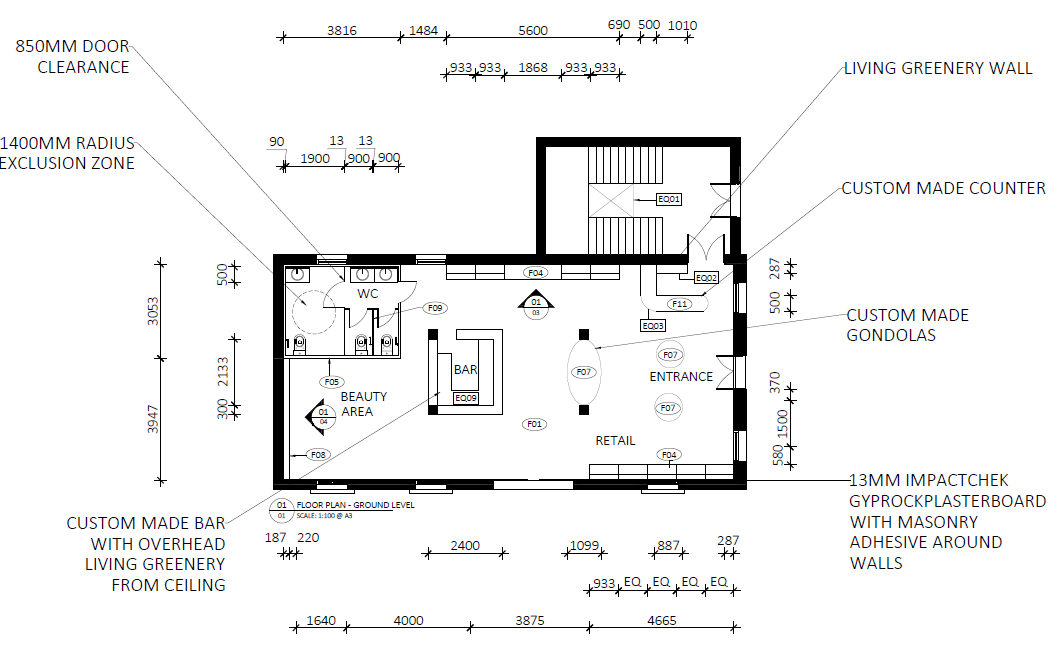 3816
1484
5600
690
500
1010
933
933
1868
933
933
850MM DOOR
CLEARANCE
LIVING GREENERY WALL
1400MM RADIUS
EXCLUSION ZONE
90
13
13
1900
900
900
CUSTOM MADE COUNTER
EQ01
EQ02
F04
F11
EQ03
WC
F09
01
03
3053
500
287
500
CUSTOM MADE
GONDOLAS
F07
F07
ENTRANCE
F07
BAR
EQ09
F05
BEAUTY
AREA
01
04
F01
RETAIL
F08
F04
2133
300
3947
370
1500
580
01
01
FLOOR PLAN - GROUND LEVEL
SCALE: 1:100 @ A3
CUSTOM MADE BAR
WITH OVERHEAD
LIVING GREENERY
FROM CEILING
13MM IMPACTCHEK
GYPROCKPLASTERBOARD
WITH MASONRY
ADHESIVE AROUND
WALLS
187
220
2400
1099
887
287
933
EQ
EQ
EQ
EQ
1640
4000
3875
4665